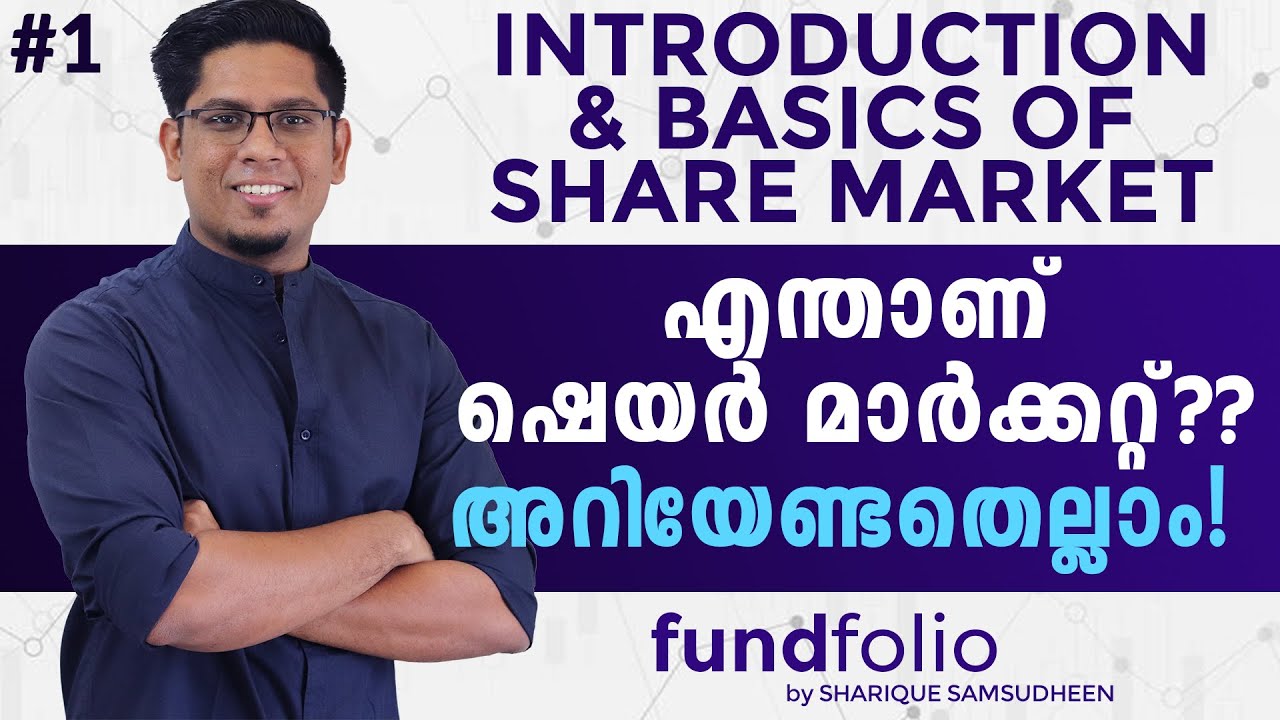 #1
INTRODUCTION
& BASICS OF
SHARE MARKET
എന്താണ്
ഷെയർ മാർക്കറ്റ്??
അറിയേണ്ടതെല്ലാം!
fundfolio
by SHARIQUE SAMSUDHEEN